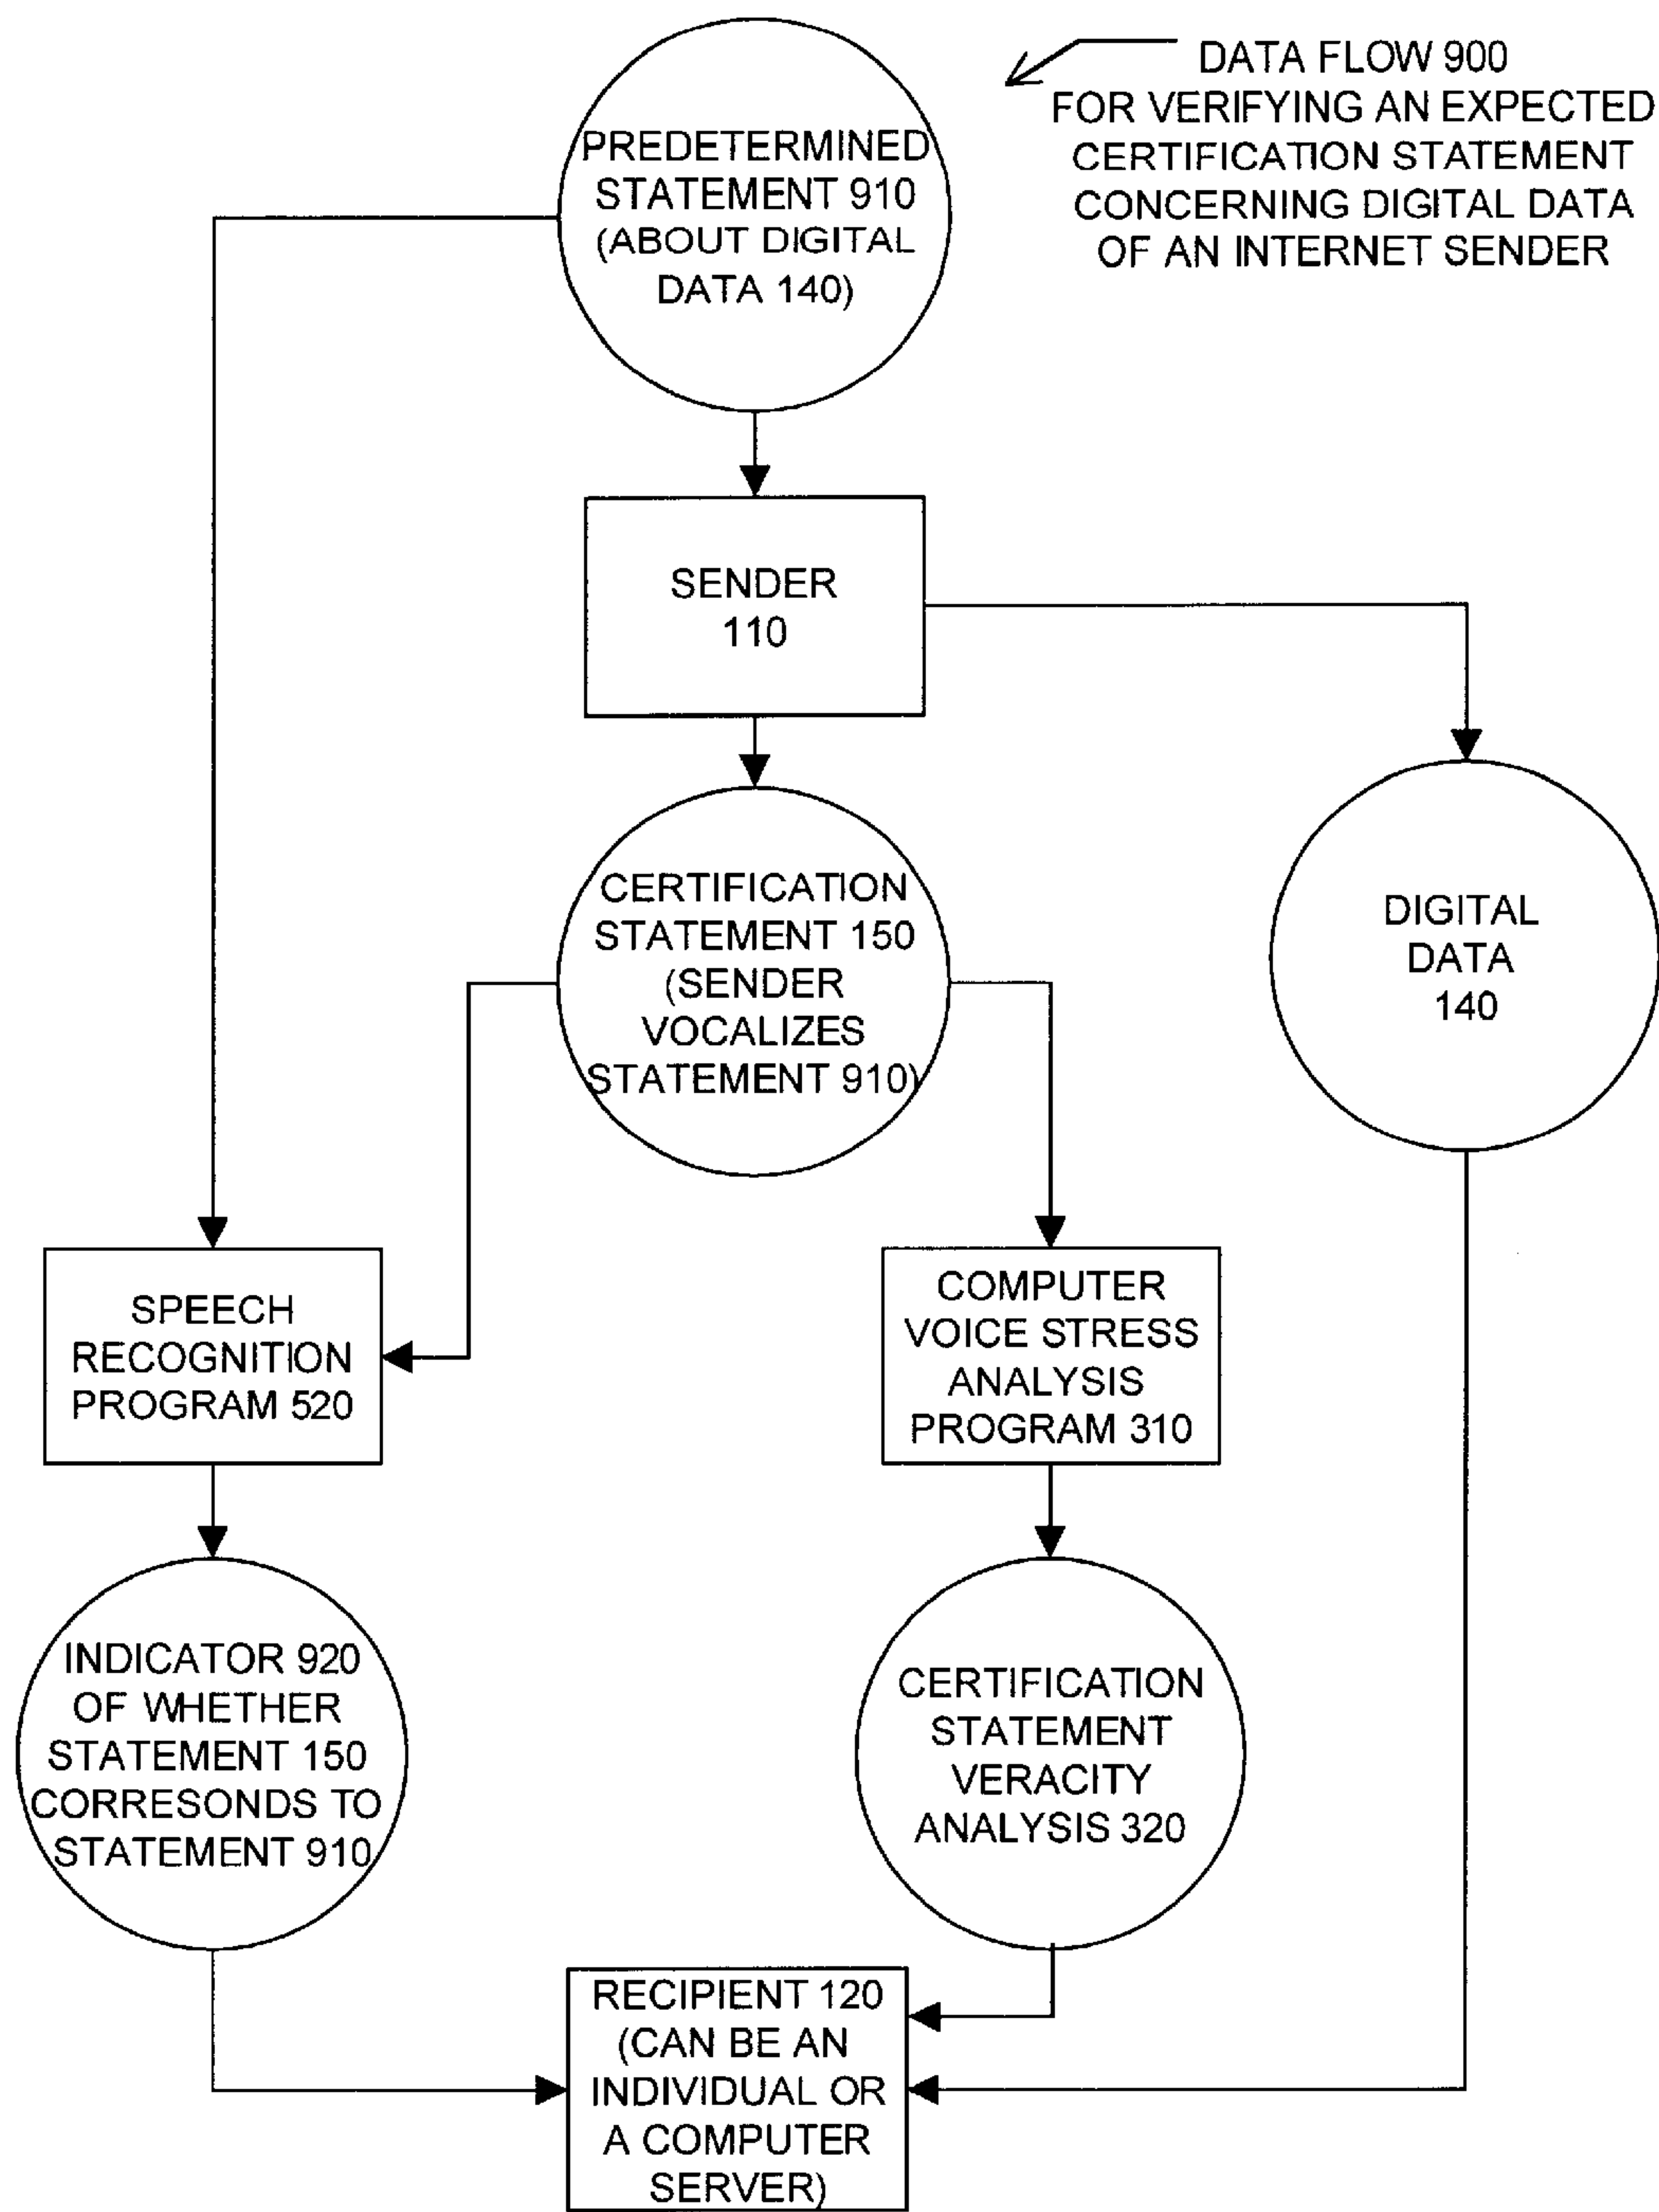 DATA FLOW 900
FOR VERIFYING AN EXPECTED
CERTIFICATION STATEMENT
CONCERNING DIGITAL DATA
OF AN INTERNET SENDER
PREDETERMINED
STATEMENT 910
(ABOUT DIGITAL
DATA 140)
SENDER
110
CERTIFICATION
STATEMENT 150
(SENDER
VOCALIZES
STATEMENT 910)
DIGITAL
DATA
140
SPEECH
RECOGNITION
PROGRAM 520
COMPUTER
VOICE STRESS
ANALYSIS
PROGRAM 310
INDICATOR 920
OF WHETHER
STATEMENT 150
CORRESONDS TO
STATEMENT 910
CERTIFICATION
STATEMENT
VERACITY
ANALYSIS 320
RECIPIENT 120
(CAN BE AN
INDIVIDUAL OR
A COMPUTER
SERVER)